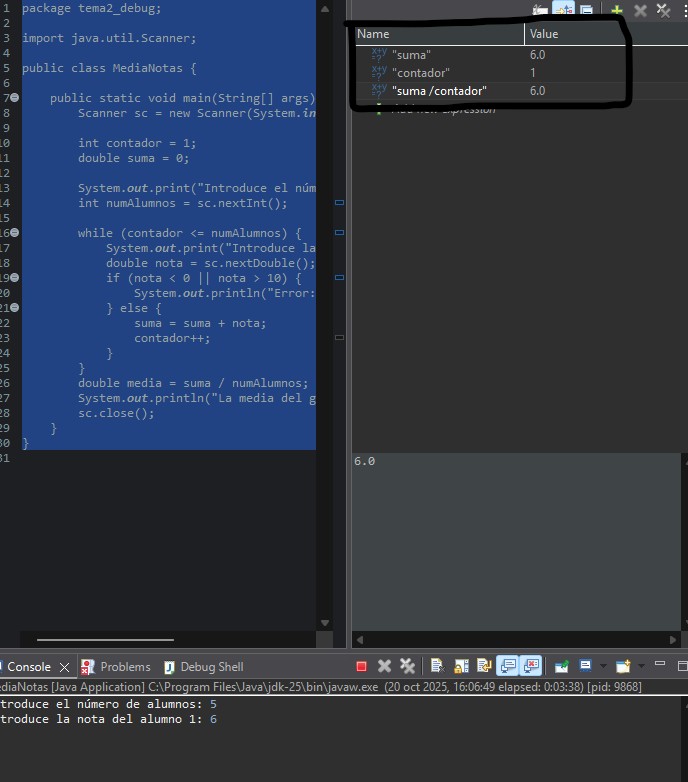 1 package tema2_debug;
2
3 import java.util.Scanner;
4
5 public class MediaNotas {
6
7 public static void main(String[] args)
8 Scanner sc = new Scanner(System.in
9
10 int contador = 1;
11 double suma = 0;
12
13 System.out.print("Introduce el núm
14 int numAlumnos = sc.nextInt();
15
16 while (contador <= numAlumnos) {
17 System.out.print("Introduce la
18 double nota = sc.nextDouble();
19 if (nota < 0 || nota > 10) {
20 System.out.println("Error:
21 } else {
22 suma = suma + nota;
23 contador++;
24 }
25 }
26 double media = suma / numAlumnos;
27 System.out.println("La media del g
28 sc.close();
29 }
30 }
31
Name Value
"suma" 6.0
"contador" 1
"suma /contador" 6.0
Add new expression
6.0
Console Problems Debug Shell
ediaNotas [Java Application] C:\Program Files\Java\jdk-25\bin\javaw.exe (20 oct 2025, 16:06:49 elapsed: 0:03:38) [pid: 9868]
troduce el número de alumnos: 5
troduce la nota del alumno 1: 6